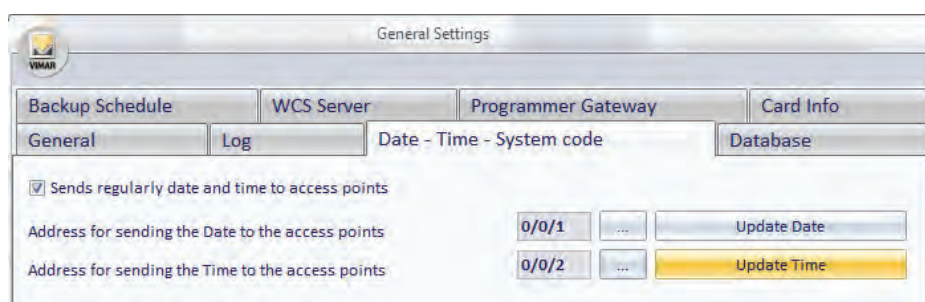 General Settings
VIMAR
Backup Schedule WCS Server Programmer Gateway Card Info
General Log Date - Time - System code Database
Sends regularly date and time to access points
Address for sending the Date to the access points 0/0/1 ... Update Date
Address for sending the Time to the access points 0/0/2 ... Update Time